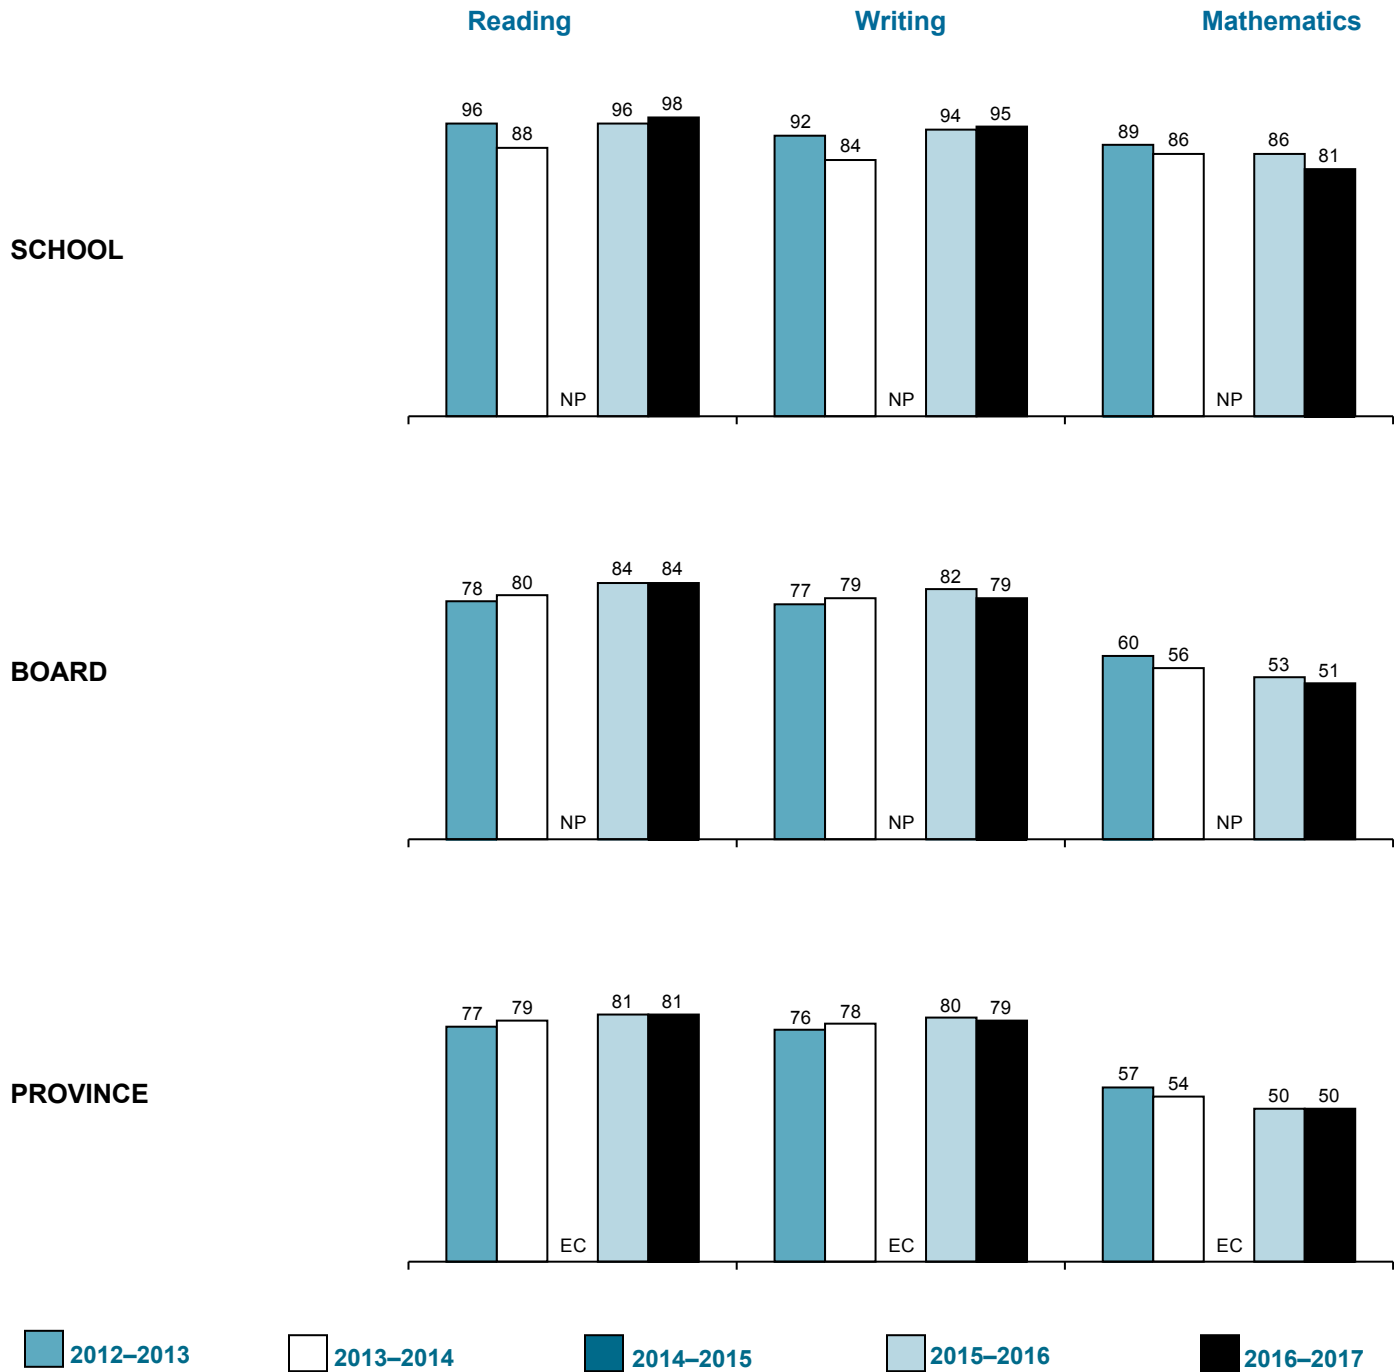 Reading Writing Mathematics
SCHOOL
96 88 NP 96 98 92 84 NP 94 95 89 86 NP 86 81
BOARD
78 80 NP 84 84 77 79 NP 82 79 60 56 NP 53 51
PROVINCE
77 79 EC 81 81 76 78 EC 80 79 57 54 EC 50 50
2012–2013 2013–2014 2014–2015 2015–2016 2016–2017